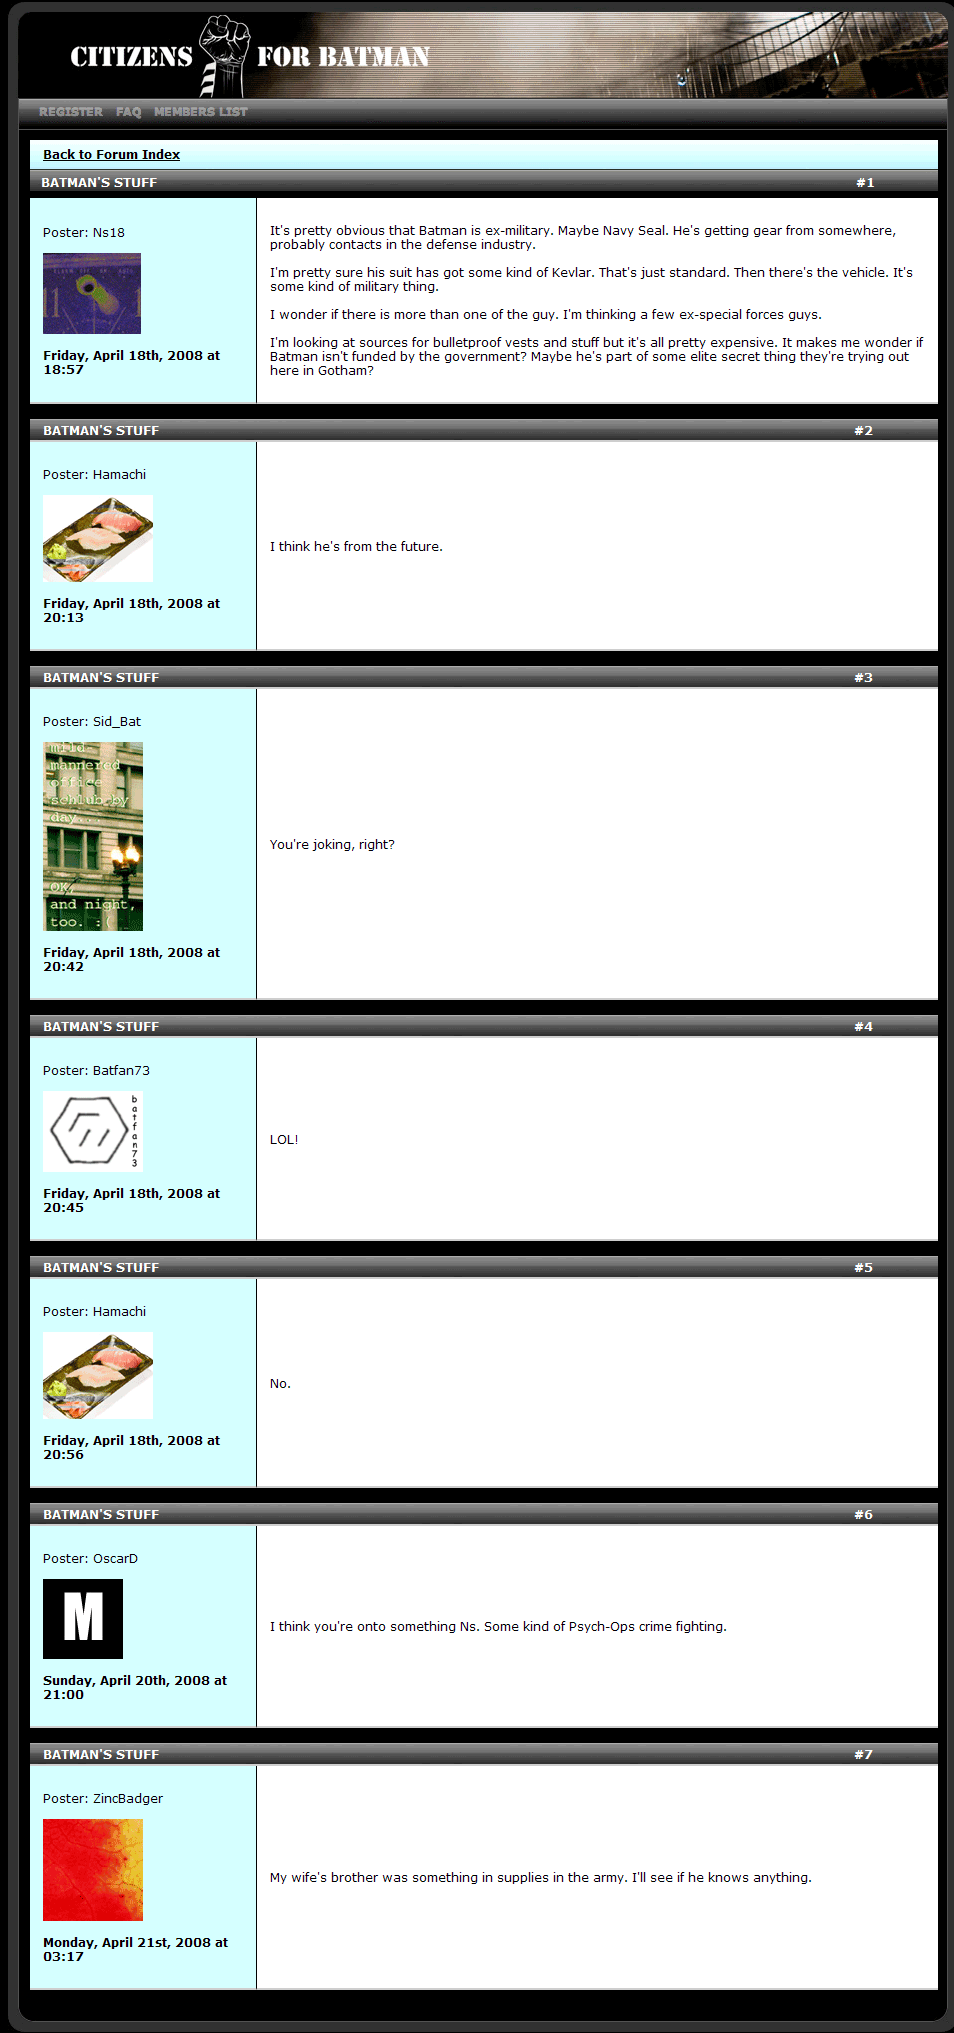 CITIZENS FOR BATMAN
REGISTER FAQ MEMBERS LIST
Back to Forum Index
BATMAN'S STUFF #1
Poster: Ns18
Friday, April 18th, 2008 at
18:57
It's pretty obvious that Batman is ex-military. Maybe Navy Seal. He's getting gear from somewhere,
probably contacts in the defense industry.
I'm pretty sure his suit has got some kind of Kevlar. That's just standard. Then there's the vehicle. It's
some kind of military thing.
I wonder if there is more than one of the guy. I'm thinking a few ex-special forces guys.
I'm looking at sources for bulletproof vests and stuff but it's all pretty expensive. It makes me wonder if
Batman isn't funded by the government? Maybe he's part of some elite secret thing they're trying out
here in Gotham?
BATMAN'S STUFF #2
Poster: Hamachi
Friday, April 18th, 2008 at
20:13
I think he's from the future.
BATMAN'S STUFF #3
Poster: Sid_Bat
mild-
mannered
office
schlub by
day....
OK,
and night,
too. :(
Friday, April 18th, 2008 at
20:42
You're joking, right?
BATMAN'S STUFF #4
Poster: Batfan73
batfan73
Friday, April 18th, 2008 at
20:45
LOL!
BATMAN'S STUFF #5
Poster: Hamachi
Friday, April 18th, 2008 at
20:56
No.
BATMAN'S STUFF #6
Poster: OscarD
M
Sunday, April 20th, 2008 at
21:00
I think you're onto something Ns. Some kind of Psych-Ops crime fighting.
BATMAN'S STUFF #7
Poster: ZincBadger
Monday, April 21st, 2008 at
03:17
My wife's brother was something in supplies in the army. I'll see if he knows anything.